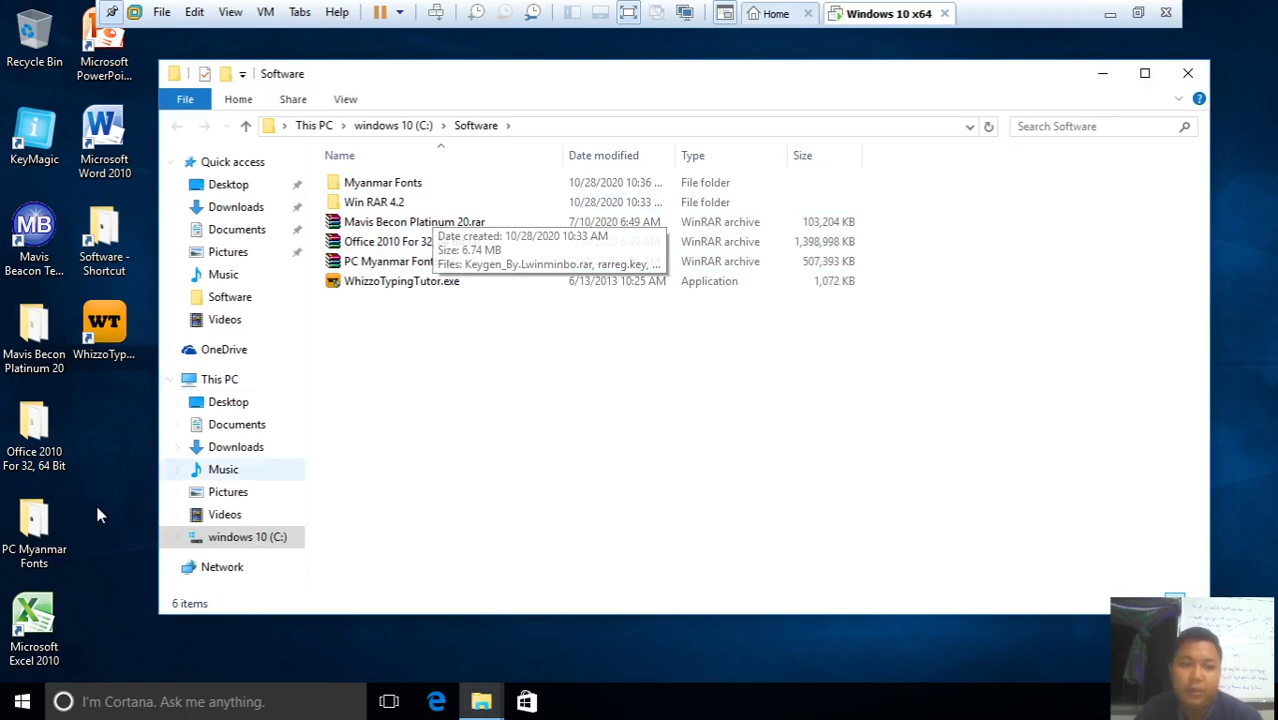 File Edit View VM Tabs Help Home Windows 10 x64
Software
File Home Share View
This PC windows 10 (C:) Software Search Software
Name Date modified Type Size
Quick access
Desktop
Downloads
Documents
Pictures
Music
Software
Videos
OneDrive
This PC
Desktop
Documents
Downloads
Music
Pictures
Videos
windows 10 (C:)
Network
Myanmar Fonts 10/28/2020 10:36 ... File folder
Win RAR 4.2 10/28/2020 10:33 ... File folder
Mavis Becon Platinum 20.rar 7/10/2020 6:49 AM WinRAR archive 103,204 KB
Office 2010 For 32 WinRAR archive 1,398,998 KB
PC Myanmar Font WinRAR archive 507,393 KB
WhizzoTypingTutor.exe 6/13/2013 10:25 AM Application 1,072 KB
Date created: 10/28/2020 10:33 AM
Size: 6.74 MB
Files: Keygen_By.Lwinminbo.rar, rarreg.key, ...
6 items
Recycle Bin
Microsoft
PowerPoi...
KeyMagic
Microsoft
Word 2010
Mavis
Beacon Te...
Software -
Shortcut
Mavis Becon
Platinum 20
WhizzoTyp...
Office 2010
For 32, 64 Bit
PC Myanmar
Fonts
Microsoft
Excel 2010
I'm Cortana. Ask me anything.